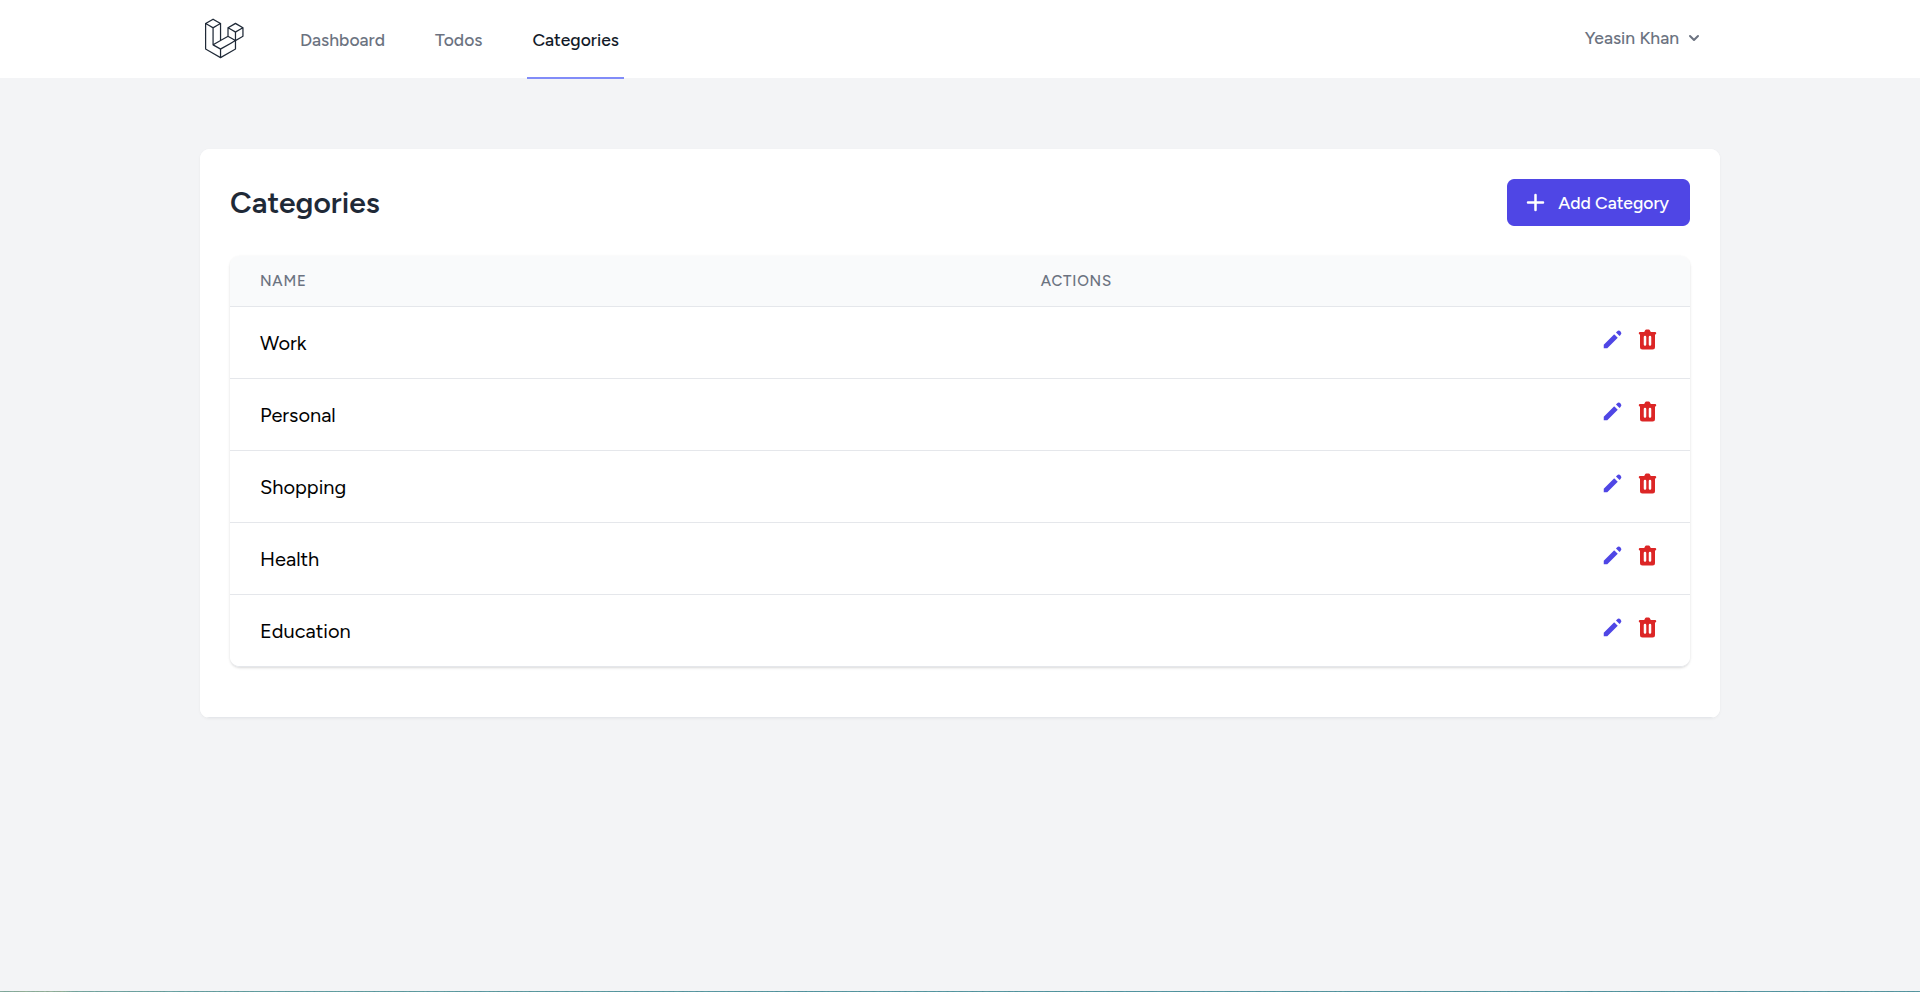 Dashboard Todos Categories Yeasin Khan
Categories Add Category
NAME ACTIONS
Work
Personal
Shopping
Health
Education